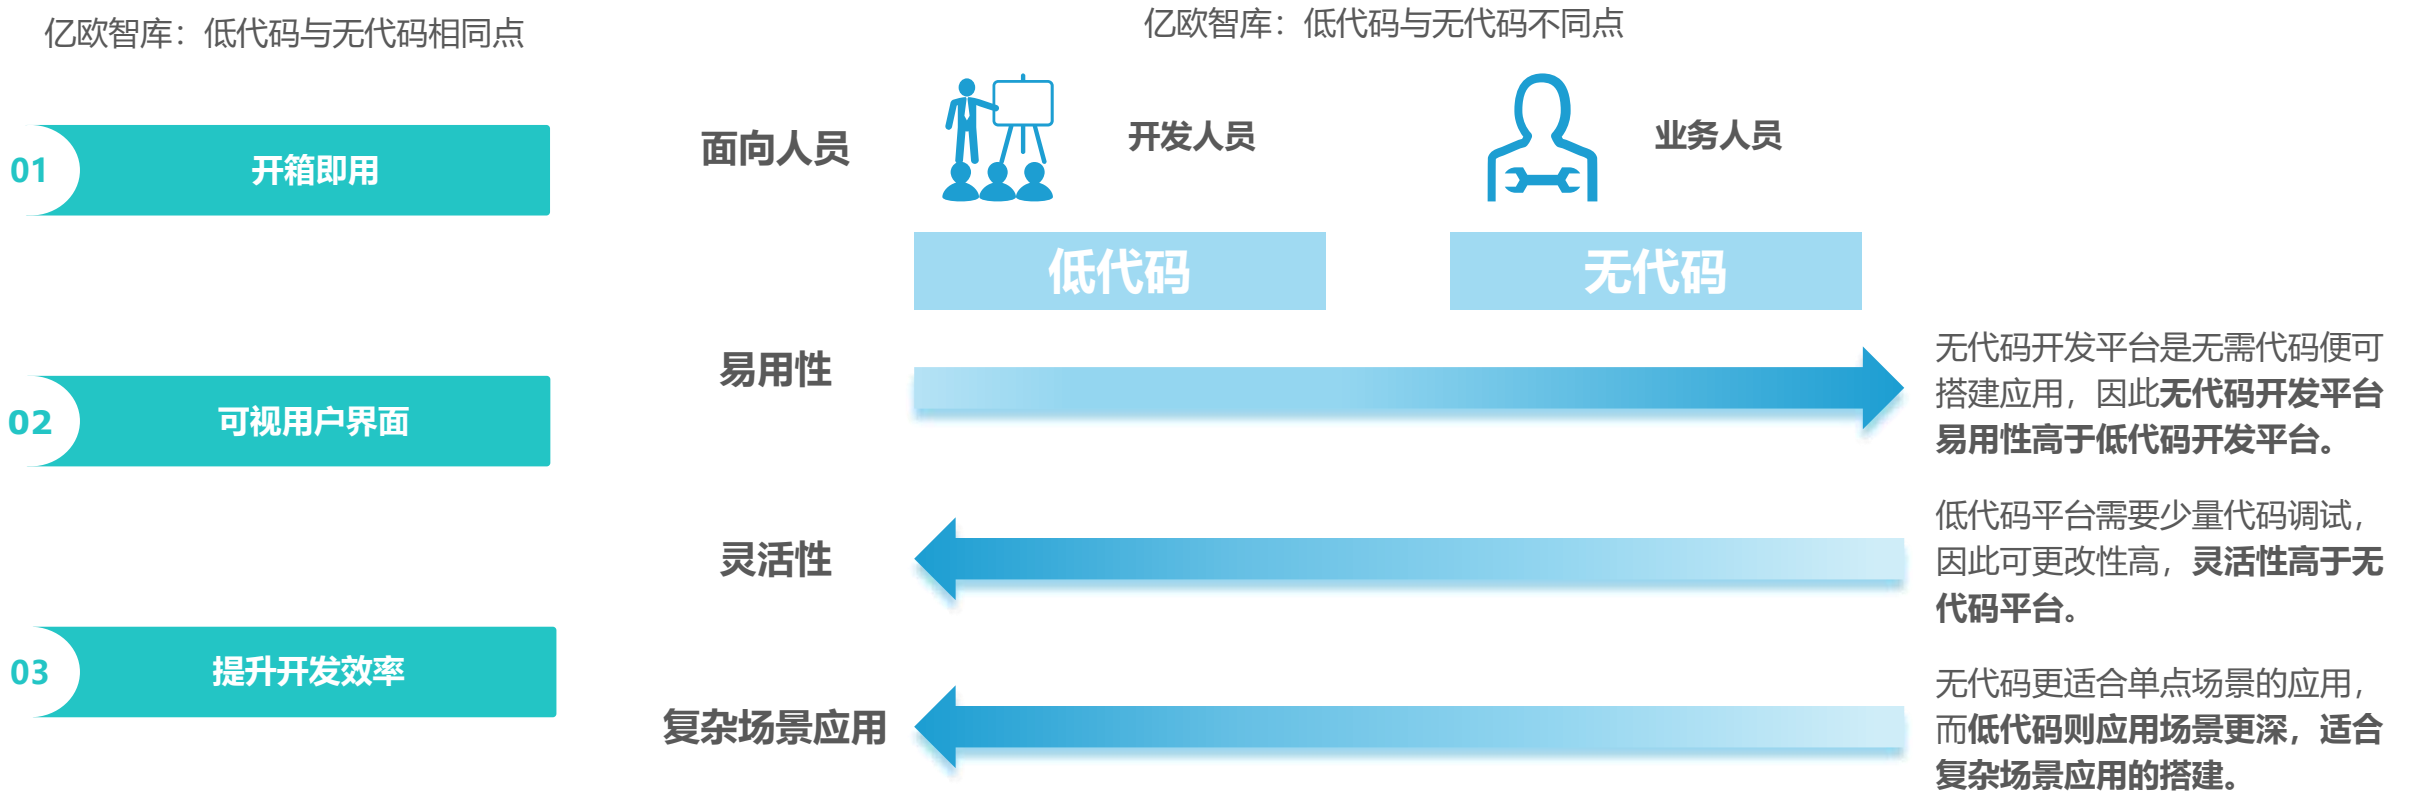 亿欧智库：低代码与无代码相同点
01
开箱即用
02
可视用户界面
03
提升开发效率
亿欧智库：低代码与无代码不同点
面向人员
开发人员
业务人员
低代码
无代码
易用性
无代码开发平台是无需代码便可
搭建应用，因此无代码开发平台
易用性高于低代码开发平台。
灵活性
低代码平台需要少量代码调试，
因此可更改性高，灵活性高于无
代码平台。
复杂场景应用
无代码更适合单点场景的应用，
而低代码则应用场景更深，适合
复杂场景应用的搭建。